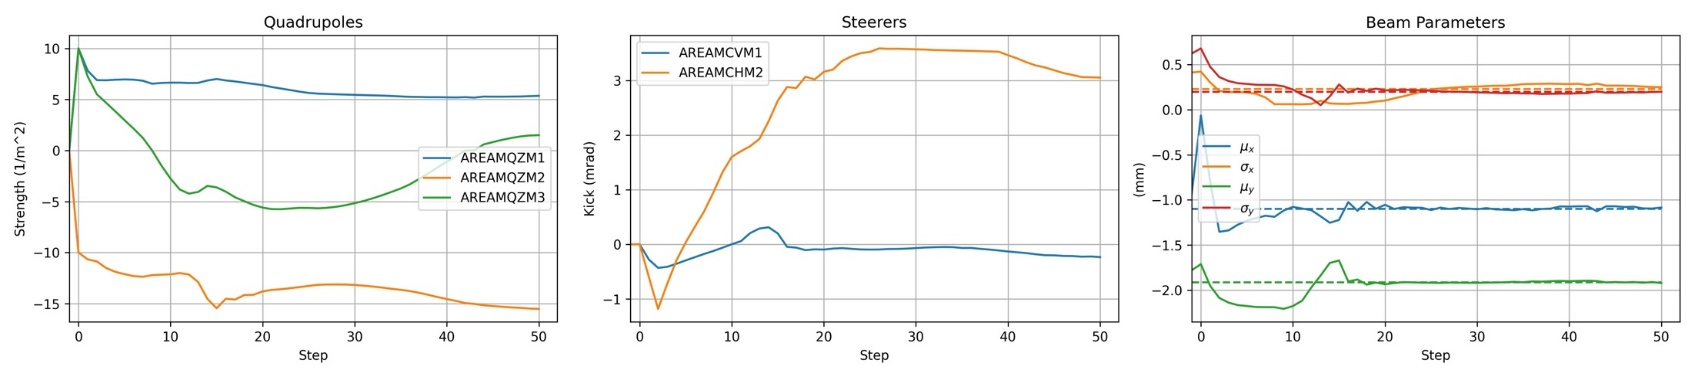 Quadrupoles
Strength (1/m^2)
10
5
0
−5
−10
−15
AREAMQZM1
AREAMQZM2
AREAMQZM3
0
10
20
30
40
50
Step
Steerers
Kick (mrad)
3
2
1
0
−1
AREAMCVM1
AREAMCHM2
0
10
20
30
40
50
Step
Beam Parameters
(mm)
0.5
0.0
−0.5
−1.0
−1.5
−2.0
μx
σx
μy
σy
0
10
20
30
40
50
Step